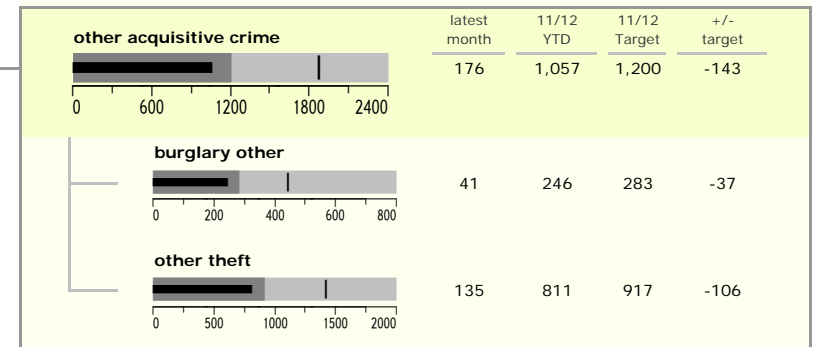 latest 11/12 11/12 +/-
other acquisitive crime month YTD Target target
176 1,057 1,200 -143
0 600 1200 1800 2400
burglary other
41 246 283 -37
0 200 400 600 800
other theft
135 811 917 -106
0 500 1000 1500 2000